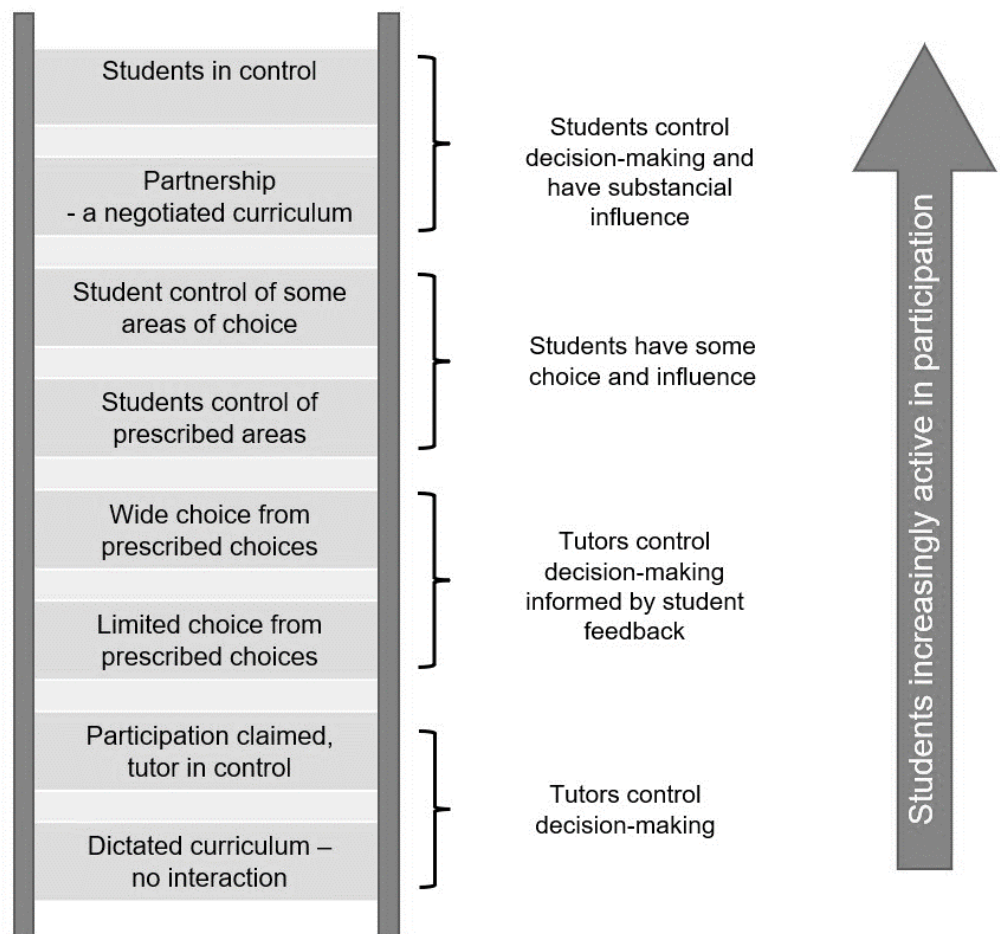 Students in control
Partnership
- a negotiated curriculum
Student control of some
areas of choice
Students control of
prescribed areas
Wide choice from
prescribed choices
Limited choice from
prescribed choices
Participation claimed,
tutor in control
Dictated curriculum –
no interaction
Students control
decision-making and
have substancial
influence
Students have some
choice and influence
Tutors control
decision-making
informed by student
feedback
Tutors control
decision-making
Students increasingly active in participation